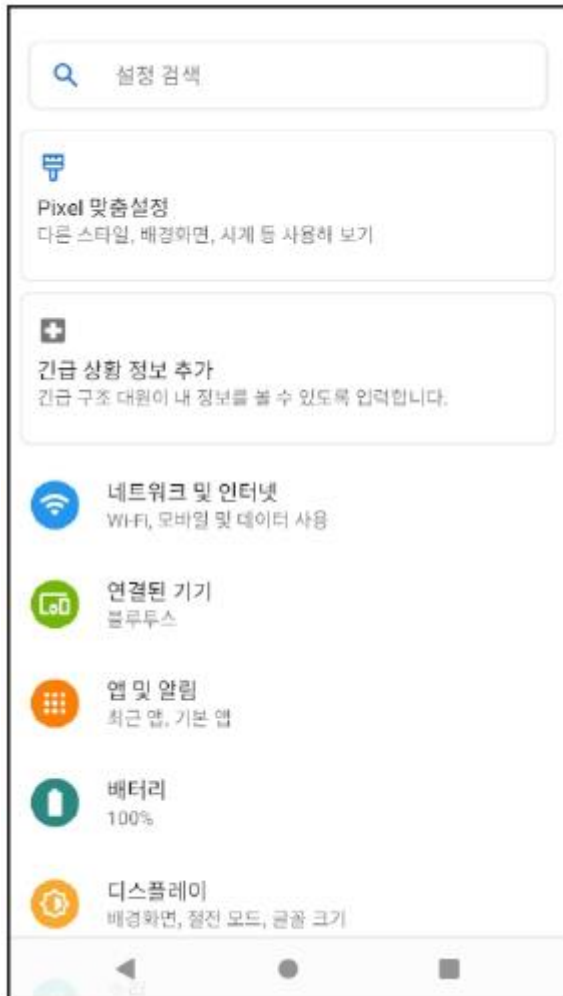 설정 검색
Pixel 맞춤설정
다른 스타일, 배경화면, 시계 등 사용해 보기
긴급 상황 정보 추가
긴급 구조 대원이 내 정보를 볼 수 있도록 입력합니다.
네트워크 및 인터넷
Wi-Fi, 모바일 및 데이터 사용
연결된 기기
블루투스
앱 및 알림
최근 앱, 기본 앱
배터리
100%
디스플레이
배경화면, 절전 모드, 글꼴 크기